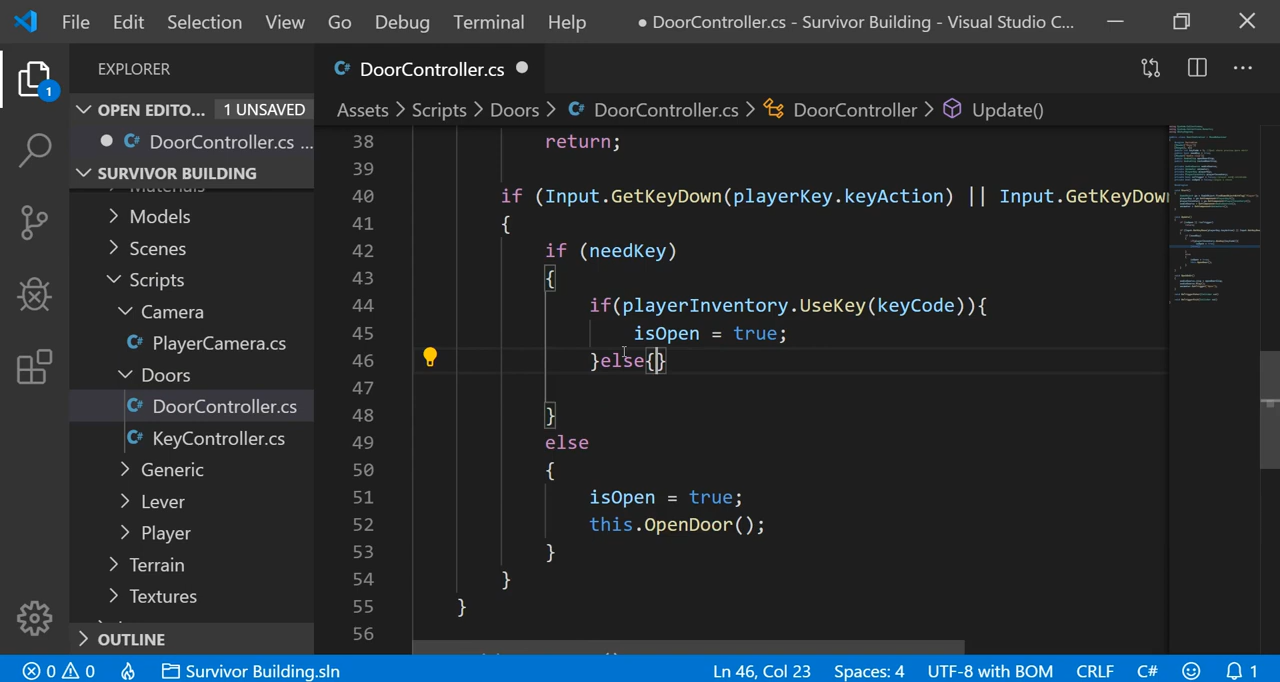 File Edit Selection View Go Debug Terminal Help ● DoorController.cs - Survivor Building - Visual Studio C...
EXPLORER
DoorController.cs
OPEN EDITO... 1 UNSAVED
DoorController.cs ...
Assets > Scripts > Doors > DoorController.cs > DoorController > Update()
1
SURVIVOR BUILDING
Models
Scenes
Scripts
Camera
PlayerCamera.cs
Doors
DoorController.cs
KeyController.cs
Generic
Lever
Player
Terrain
Textures
OUTLINE
38 return;
39
40 if (Input.GetKeyDown(playerKey.keyAction) || Input.GetKeyDown
41 {
42 if (needKey)
43 {
44 if(playerInventory.UseKey(keyCode)){
45 isOpen = true;
46 }else{}
47
48 }
49 else
50 {
51 isOpen = true;
52 this.OpenDoor();
53 }
54 }
55 }
56
0 0 Survivor Building.sln Ln 46, Col 23 Spaces: 4 UTF-8 with BOM CRLF C# 1